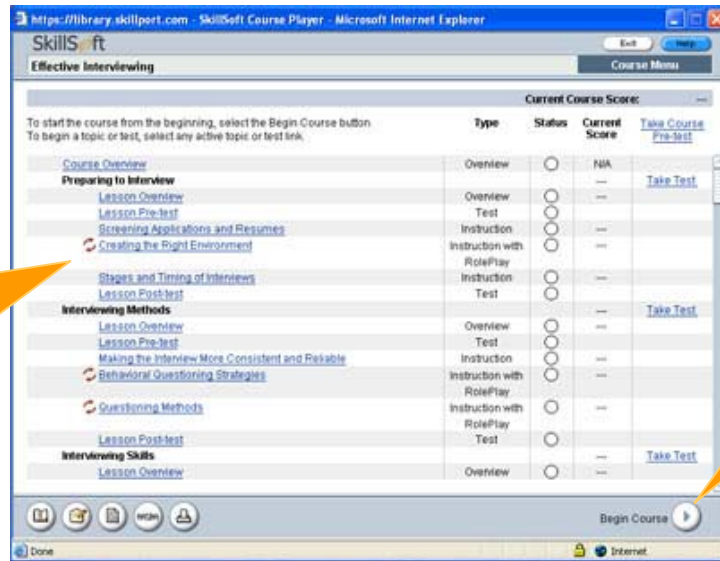 https://library.skillport.com - SkillSoft Course Player - Microsoft Internet Explorer
SkillSoft
Exit Help
Effective Interviewing Course Menu
Current Course Score: ---
To start the course from the beginning, select the Begin Course button.
To begin a topic or test, select any active topic or test link.
Type Status Current Score Take Course Pre-test
Course Overview Overview N/A
Preparing to Interview --- Take Test
Lesson Overview Overview ---
Lesson Pre-test Test
Screening Applications and Resumes Instruction ---
Creating the Right Environment Instruction with RolePlay ---
Stages and Timing of Interviews Instruction ---
Lesson Post-test Test
Interviewing Methods --- Take Test
Lesson Overview Overview ---
Lesson Pre-test Test
Making the Interview More Consistent and Reliable Instruction ---
Behavioral Questioning Strategies Instruction with RolePlay ---
Questioning Methods Instruction with RolePlay ---
Lesson Post-test Test
Interviewing Skills --- Take Test
Lesson Overview Overview ---
Begin Course
Done Internet